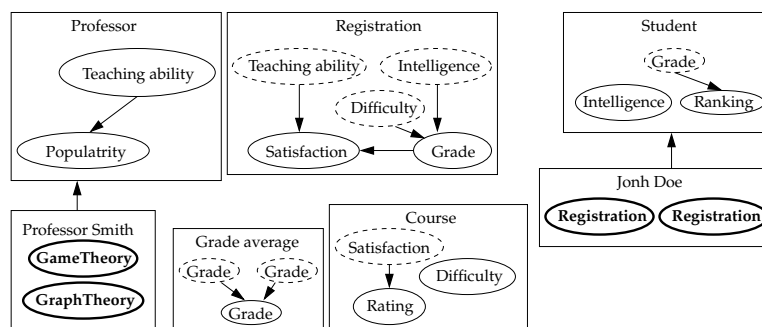 Professor
Teaching ability
Populatrity
Registration
Teaching ability
Intelligence
Difficulty
Satisfaction
Grade
Student
Grade
Intelligence
Ranking
Jonh Doe
Registration
Registration
Professor Smith
GameTheory
GraphTheory
Grade average
Grade
Grade
Grade
Course
Satisfaction
Difficulty
Rating